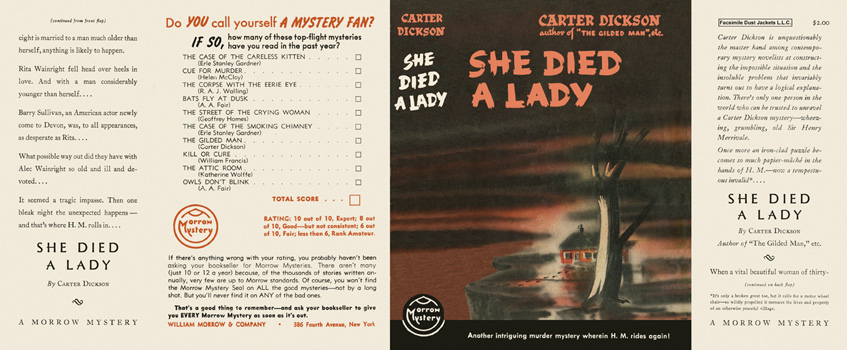 (continued from front flap)
eight is married to a man much older than
herself, anything is likely to happen.
Rita Wainright fell head over heels in
love. And with a man considerably
younger than herself. . . .
Barry Sullivan, an American actor newly
come to Devon, was, to all appearances,
as desperate as Rita. . . .
What possible way out did they have with
Alec Wainright so old and ill and de-
voted. . . .
It seemed a tragic impasse. Then one
bleak night the unexpected happens —
and that's where H. M. rolls in. . . .
SHE DIED
A LADY
By CARTER DICKSON
A MORROW MYSTERY
Do YOU call yourself A MYSTERY FAN?
IF SO, how many of these top-flight mysteries
have you read in the past year?
THE CASE OF THE CARELESS KITTEN
(Erle Stanley Gardner)
CUE FOR MURDER
(Helen McCloy)
THE CORPSE WITH THE EERIE EYE
(R. A. J. Walling)
BATS FLY AT DUSK
(A. A. Fair)
THE STREET OF THE CRYING WOMAN
(Geoffrey Homes)
THE CASE OF THE SMOKING CHIMNEY
(Erle Stanley Gardner)
THE GILDED MAN
(Carter Dickson)
KILL OR CURE
(William Francis)
THE ATTIC ROOM
(Katherine Wolffe)
OWLS DON'T BLINK
(A. A. Fair)
TOTAL SCORE
Morrow
Mystery
RATING: 10 out of 10, Expert; 8 out
of 10, Good—but not consistent; 6 out
of 10, Fair; less than 6, Rank Amateur.
If there's anything wrong with your rating, you probably haven't been
asking your bookseller for Morrow Mysteries. There aren't many
(just 10 or 12 a year) because, of the thousands of stories written an-
nually, very few are up to Morrow standards. Of course, you won't find
the Morrow Mystery Seal on ALL the good mysteries—not by a long
shot. But you'll never find it on ANY of the bad ones.
That's a good thing to remember—and ask your bookseller to give
you EVERY Morrow Mystery as soon as it's out.
WILLIAM MORROW & COMPANY • 386 Fourth Avenue, New York
CARTER
DICKSON
SHE
DIED
A LADY
Morrow
Mystery
CARTER DICKSON
author of "THE GILDED MAN", etc.
SHE DIED
A LADY
Another intriguing murder mystery wherein H. M. rides again!
Facsimile Dust Jackets L.L.C.
$2.00
Carter Dickson is unquestionably
the master hand among contempo-
rary mystery novelists at construct-
ing the impossible situation and the
insoluble problem that invariably
turns out to have a logical explana-
tion. There's only one person in the
world who can be trusted to unravel
a Carter Dickson mystery—wheez-
ing, grumbling, old Sir Henry
Merrivale.
Once more an iron-clad puzzle be-
comes so much papier-mâché in the
hands of H. M.—now a tempestu-
ous invalid*. . . .
SHE DIED
A LADY
By CARTER DICKSON
Author of "The Gilded Man," etc.
When a vital beautiful woman of thirty-
(continued on back flap)
*It's only a broken great toe, but it calls for a motor wheel
chair—so wildly propelled it menaces the lives and property
of an otherwise peaceful village.
A MORROW MYSTERY